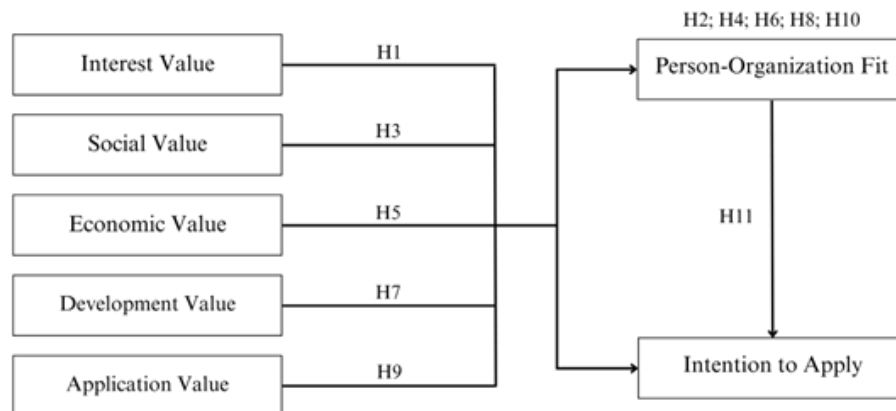 H2; H4; H6; H8; H10
Interest Value
H1
Person-Organization Fit
Social Value
H3
Economic Value
H5
H11
Development Value
H7
Intention to Apply
Application Value
H9